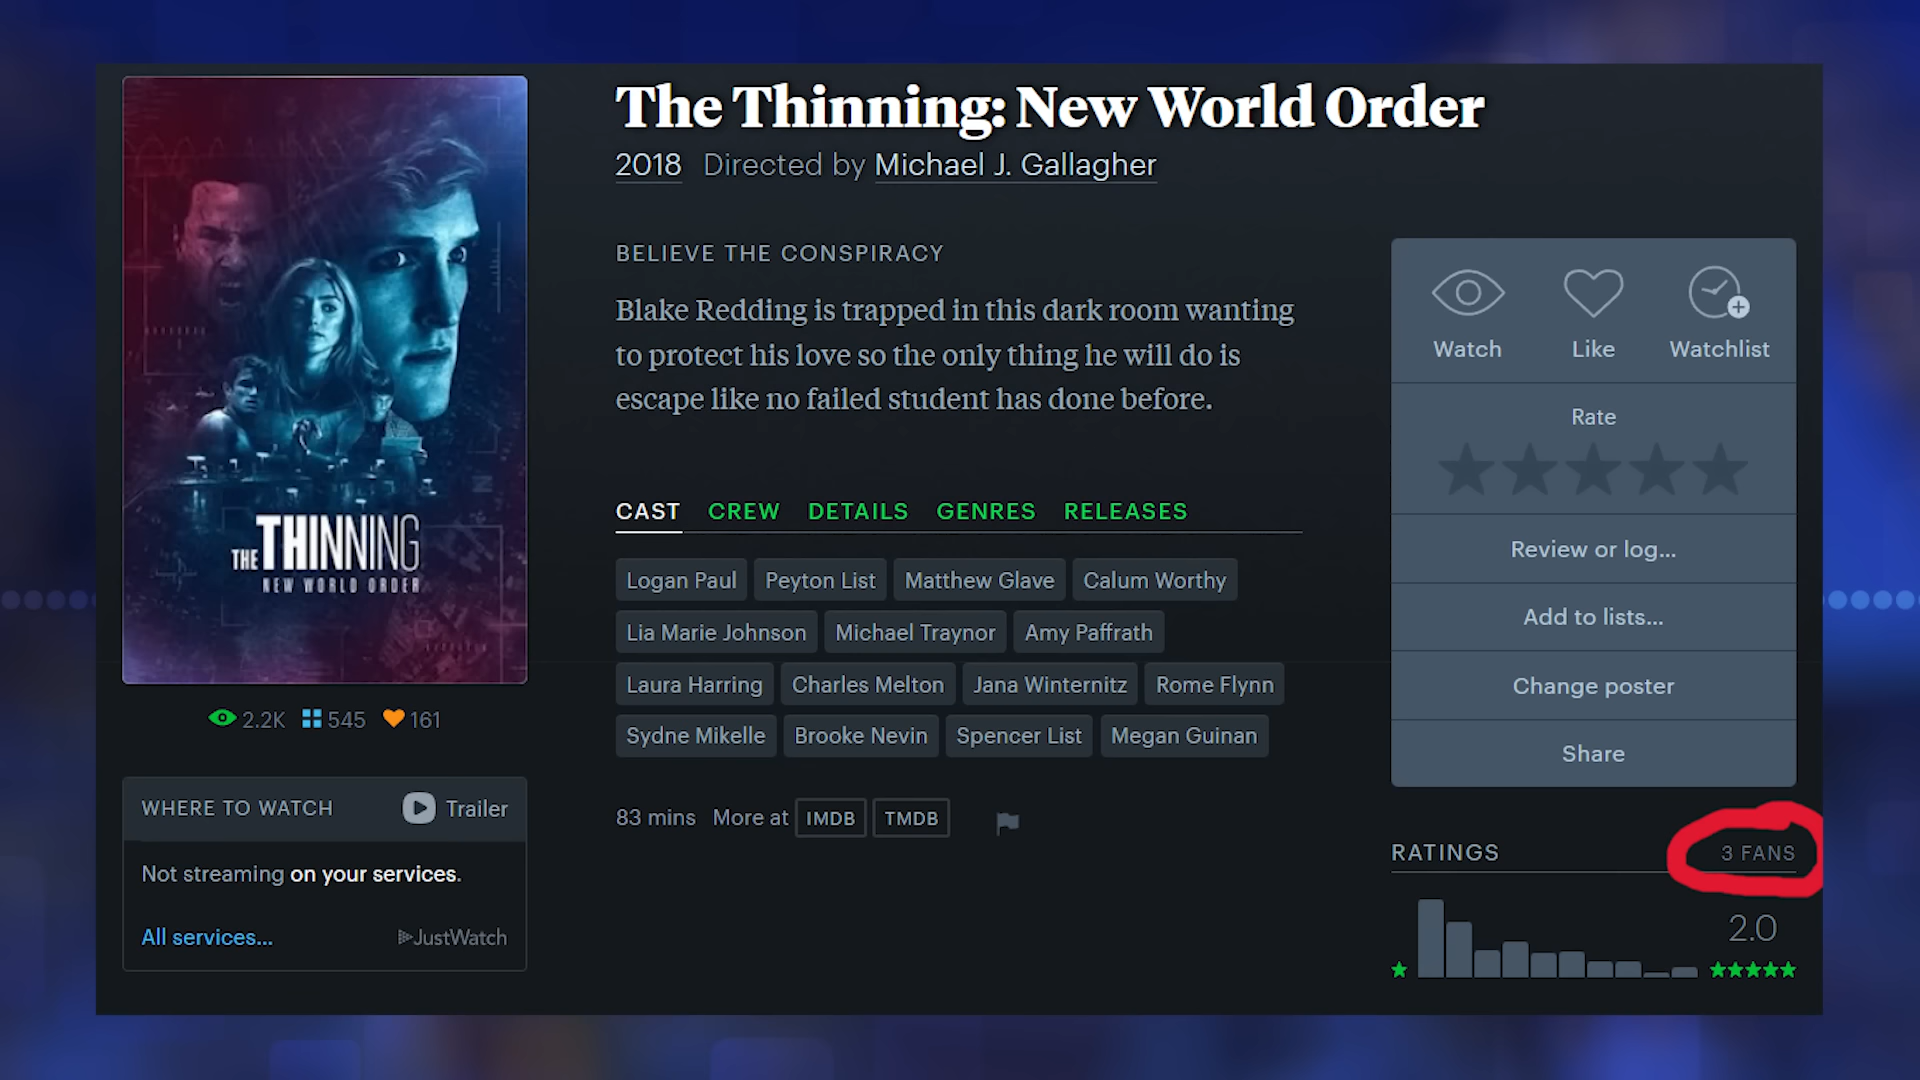 The Thinning: New World Order
2018 Directed by Michael J. Gallagher
BELIEVE THE CONSPIRACY
Blake Redding is trapped in this dark room wanting
to protect his love so the only thing he will do is
escape like no failed student has done before.
CAST CREW DETAILS GENRES RELEASES
Logan Paul Peyton List Matthew Glave Calum Worthy
Lia Marie Johnson Michael Traynor Amy Paffrath
Laura Harring Charles Melton Jana Winternitz Rome Flynn
Sydne Mikelle Brooke Nevin Spencer List Megan Guinan
83 mins More at IMDB TMDB
THE THINNING
NEW WORLD ORDER
2.2K 545 161
WHERE TO WATCH Trailer
Not streaming on your services.
All services... JustWatch
Watch Like Watchlist
Rate
Review or log...
Add to lists...
Change poster
Share
RATINGS 3 FANS
2.0